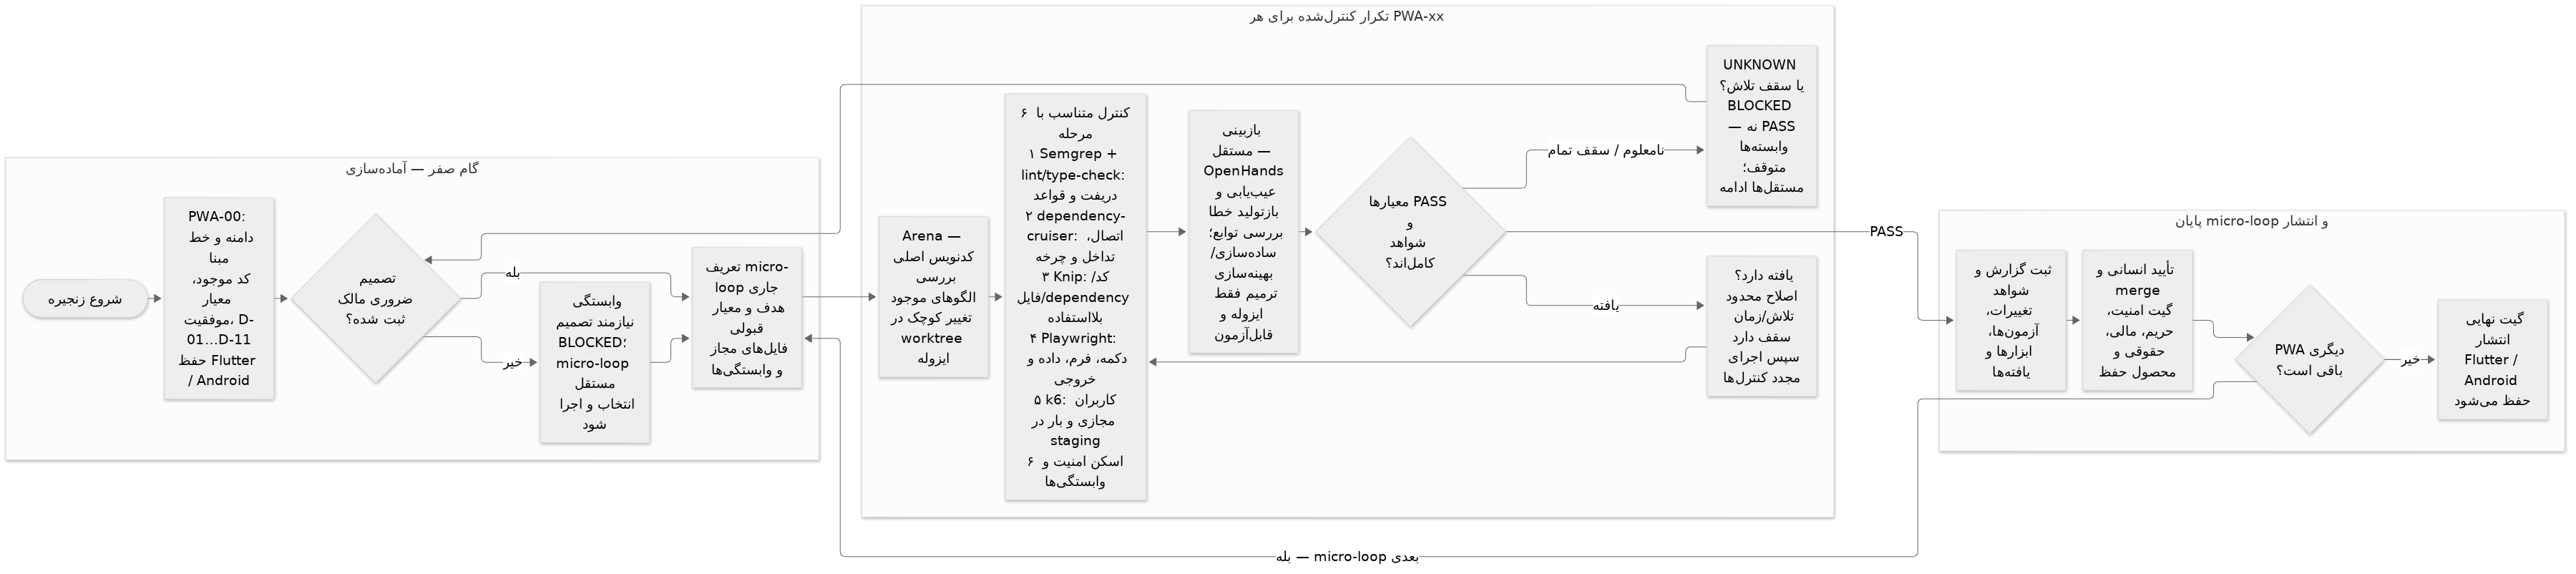 گام صفر — آماده‌سازی
شروع زنجیره
PWA-00:
دامنه و خط
مبنا
کد موجود،
معیار
موفقیت، D-
01…D-11
حفظ Flutter
/ Android
تصمیم
ضروری مالک
ثبت شده؟
بله
خیر
وابستگی
نیازمند تصمیم
BLOCKED؛
micro-loop
مستقل
انتخاب و اجرا
شود
تعریف micro-
loop جاری
هدف و معیار
قبولی
فایل‌های مجاز
و وابستگی‌ها
تکرار کنترل‌شده برای هر PWA-xx
Arena —
کدنویس اصلی
بررسی
الگوهای موجود
تغییر کوچک در
worktree
ایزوله
کنترل متناسب با ۶
مرحله
۱ Semgrep +
lint/type-check:
دریفت و قواعد
۲ dependency-
cruiser: اتصال،
تداخل و چرخه
۳ Knip: کد/
فایل/dependency
بلااستفاده
۴ Playwright:
دکمه، فرم، داده و
خروجی
۵ k6: کاربران
مجازی و بار در
staging
۶ اسکن امنیت و
وابستگی‌ها
بازبینی
مستقل —
OpenHands
عیب‌یابی و
بازتولید خطا
بررسی توابع؛
ساده‌سازی/
بهینه‌سازی
ترمیم فقط
ایزوله و
قابل‌آزمون
معیارها PASS
و
شواهد
کامل‌اند؟
نامعلوم / سقف تمام
PASS
یافته
UNKNOWN
یا سقف تلاش؟
BLOCKED
— نه PASS
وابسته‌ها
متوقف؛
مستقل‌ها ادامه
یافته دارد؟
اصلاح محدود
تلاش/زمان
سقف دارد
سپس اجرای
مجدد کنترل‌ها
پایان micro-loop و انتشار
ثبت گزارش و
شواهد
تغییرات،
آزمون‌ها،
ابزارها و
یافته‌ها
تأیید انسانی و
merge
گیت امنیت،
حریم، مالی،
حقوقی و
محصول حفظ
PWA دیگری
باقی است؟
خیر
گیت نهایی
انتشار
Flutter /
Android
حفظ می‌شود
بله — micro-loop بعدی